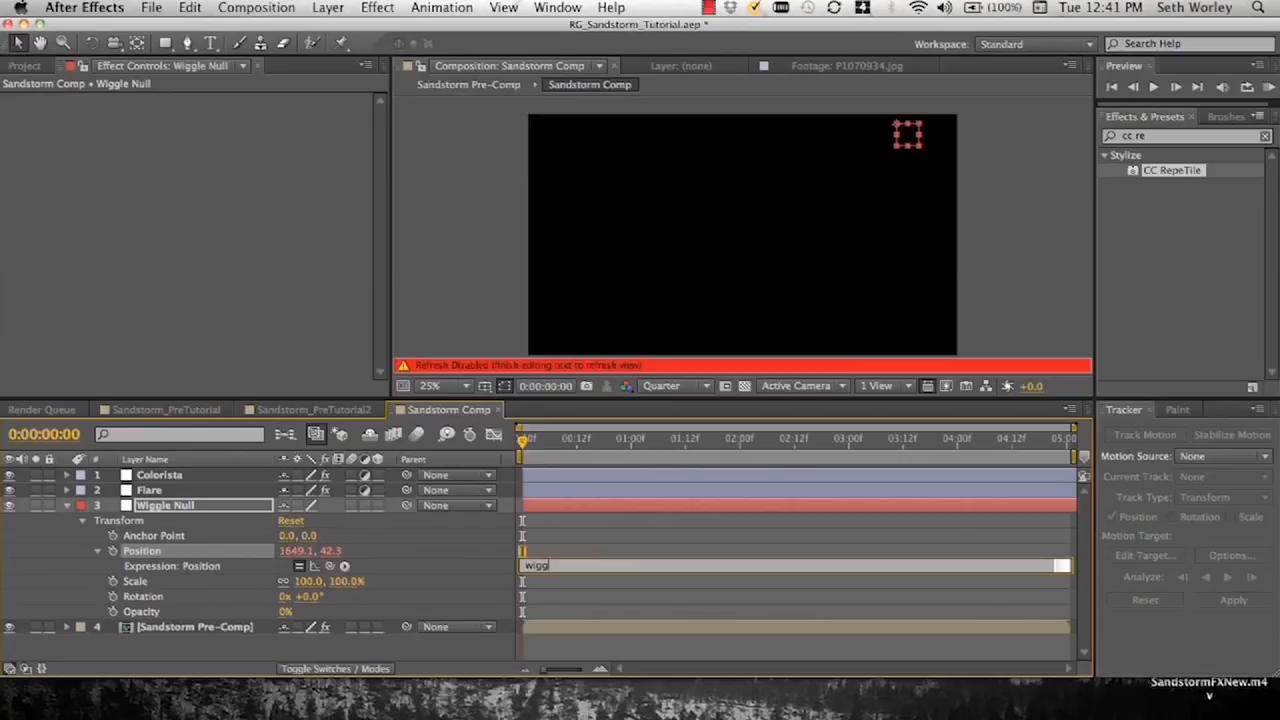 After Effects File Edit Composition Layer Effect Animation View Window Help (100%) Tue 12:41 PM Seth Worley
RG_Sandstorm_Tutorial.aep *
Workspace: Standard Search Help
Project Effect Controls: Wiggle Null Composition: Sandstorm Comp Layer: (none) Footage: P1070934.jpg Preview
Sandstorm Comp • Wiggle Null Sandstorm Pre-Comp Sandstorm Comp
Effects & Presets Brushes
cc re
Stylize
CC RepeTile
Refresh Disabled (finish editing text to refresh view)
25% 0:00:00:00 Quarter Active Camera 1 View +0.0
Render Queue Sandstorm_PreTutorial Sandstorm_PreTutorial2 Sandstorm Comp Tracker Paint
0:00:00:00 00:12f 01:00f 01:12f 02:00f 02:12f 03:00f 03:12f 04:00f 04:12f 05:00 Track Motion Stabilize Motion
# Layer Name Parent Motion Source: None
1 Colorista None Current Track: None
2 Flare None Track Type: Transform
3 Wiggle Null None Position Rotation Scale
Transform Reset
Anchor Point 0.0, 0.0 Motion Target:
Position 1649.1, 42.3 Edit Target... Options...
Expression: Position wigg
Scale 100.0, 100.0% Analyze:
Rotation 0x +0.0° Reset Apply
Opacity 0%
4 [Sandstorm Pre-Comp] None
Toggle Switches / Modes
SandstormFXNew.m4
v